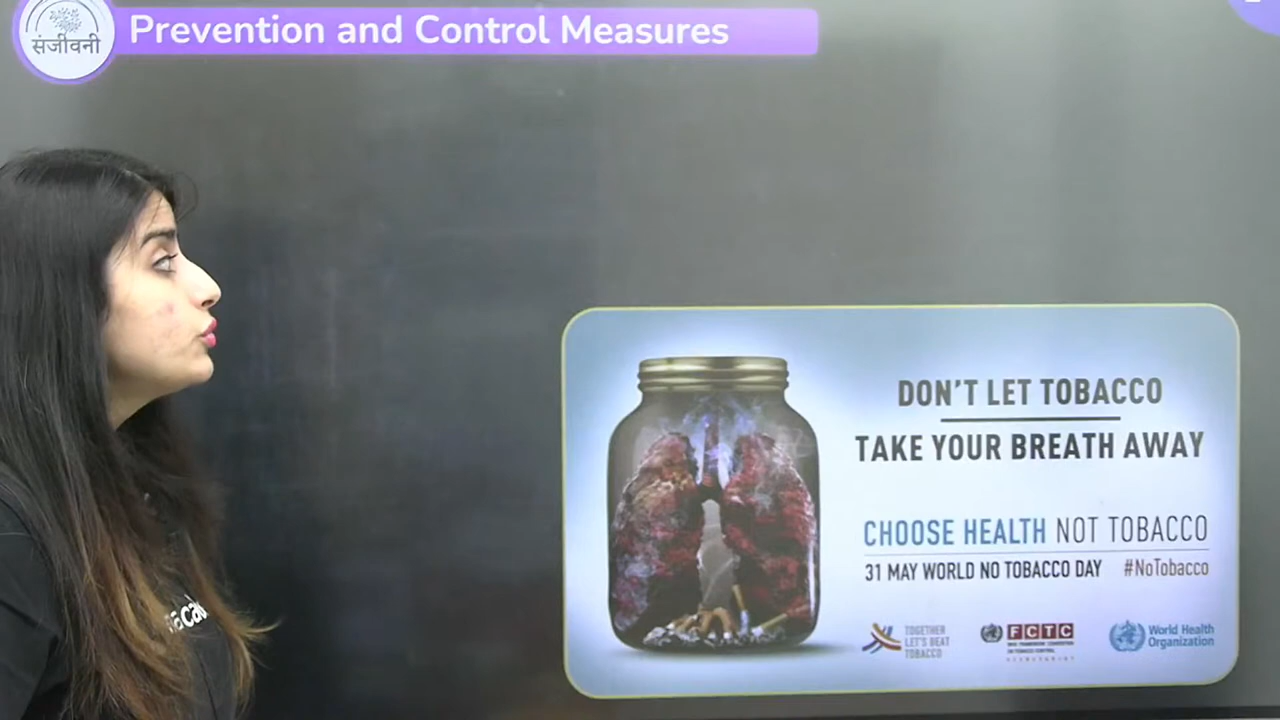 संजीवनी
Prevention and Control Measures
DON'T LET TOBACCO
TAKE YOUR BREATH AWAY
CHOOSE HEALTH NOT TOBACCO
31 MAY WORLD NO TOBACCO DAY #NoTobacco
TOGETHER
LET'S BEAT
TOBACCO
FCTC
World Health
Organization